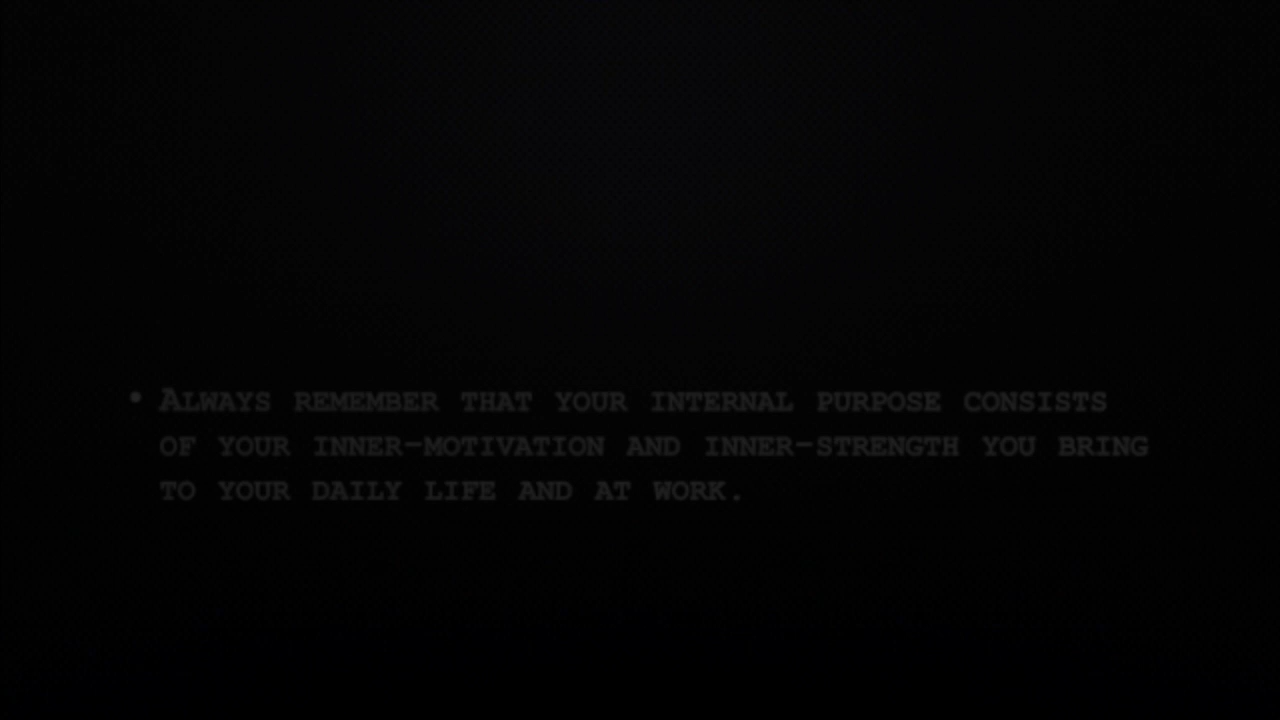 • Always remember that your internal purpose consists
of your inner-motivation and inner-strength you bring
to your daily life and at work.